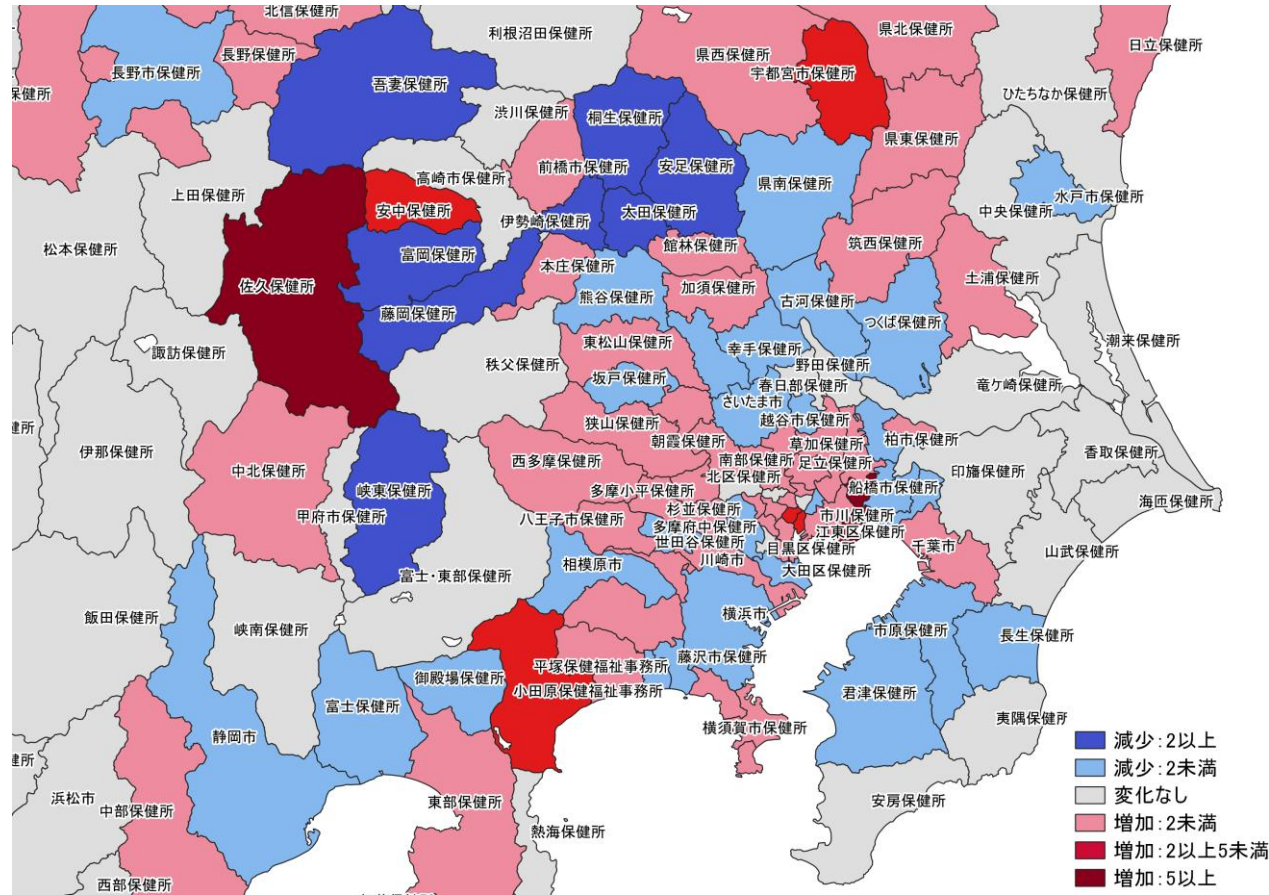 北信保健所
利根沼田保健所
県北保健所
日立保健所
長野保健所
県西保健所
長野市保健所
宇都宮市保健所
吾妻保健所
保健所
ひたちなか保健所
渋川保健所
桐生保健所
県東保健所
前橋市保健所
安足保健所
高崎市保健所
県南保健所
上田保健所
水戸市保健所
安中保健所
太田保健所
中央保健所
伊勢崎保健所
松本保健所
富岡保健所
館林保健所
筑西保健所
本庄保健所
土浦保健所
佐久保健所
加須保健所
熊谷保健所
古河保健所
藤岡保健所
つくば保健所
潮来保健所
東松山保健所
幸手保健所
諏訪保健所
秩父保健所
野田保健所
坂戸保健所
春日部保健所
竜ケ崎保健所
さいたま市
越谷保健所
越谷市保健所
狭山保健所
健所
伊那保健所
朝霞保健所
草加保健所
柏市保健所
香取保健所
西多摩保健所
南部保健所
足立保健所
中北保健所
印旛保健所
北区保健所
峡東保健所
多摩小平保健所
船橋市保健所
海匝保健所
甲府市保健所
杉並保健所
八王子市保健所
市川保健所
多摩府中保健所
江東区保健所
世田谷保健所
千葉市
目黒区保健所
山武保健所
川崎市
相模原市
大田区保健所
富士・東部保健所
飯田保健所
横浜市
峡南保健所
市原保健所
長生保健所
藤沢市保健所
平塚保健福祉事務所
御殿場保健所
小田原保健福祉事務所
君津保健所
富士保健所
夷隅保健所
横須賀市保健所
静岡市
減少:2以上
健所
減少:2未満
浜松市
変化なし
安房保健所
中部保健所
東部保健所
増加:2未満
熱海保健所
増加:2以上5未満
西部保健所
増加:5以上